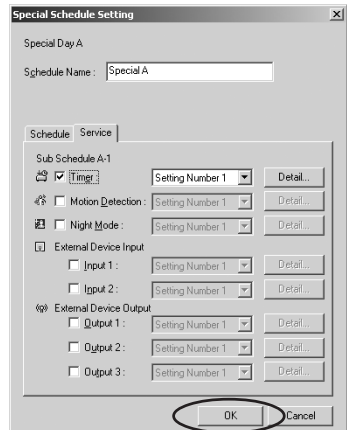 Special Schedule Setting
Special Day A
Schedule Name : Special A
Schedule Service
Sub Schedule A-1
Timer : Setting Number 1 Detail...
Motion Detection : Setting Number 1 Detail...
Night Mode : Setting Number 1 Detail...
External Device Input
Input 1 : Setting Number 1 Detail...
Input 2 : Setting Number 1 Detail...
External Device Output
Output 1 : Setting Number 1 Detail...
Output 2 : Setting Number 1 Detail...
Output 3 : Setting Number 1 Detail...
OK Cancel